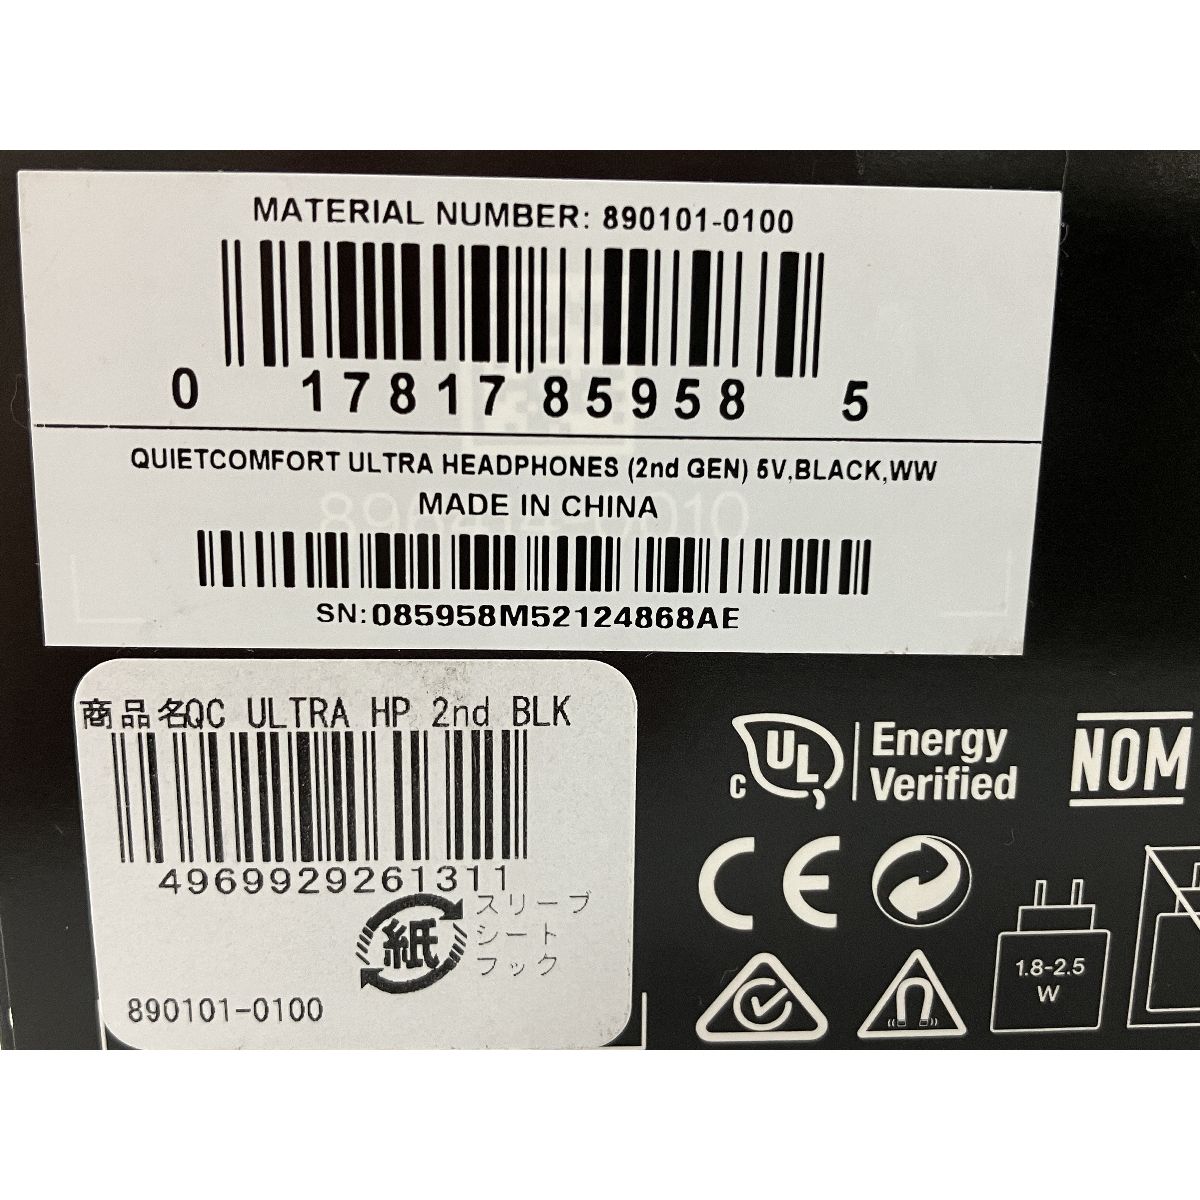 MATERIAL NUMBER: 890101-0100
0 17817 85958 5
QUIETCOMFORT ULTRA HEADPHONES (2nd GEN) 5V,BLACK,WW
MADE IN CHINA
SN:085958M52124868AE
商品名QC ULTRA HP 2nd BLK
4969929261311
紙
スリーブ
シート
フック
890101-0100
C UL Energy
Verified
NOM
CE
1.8-2.5
W